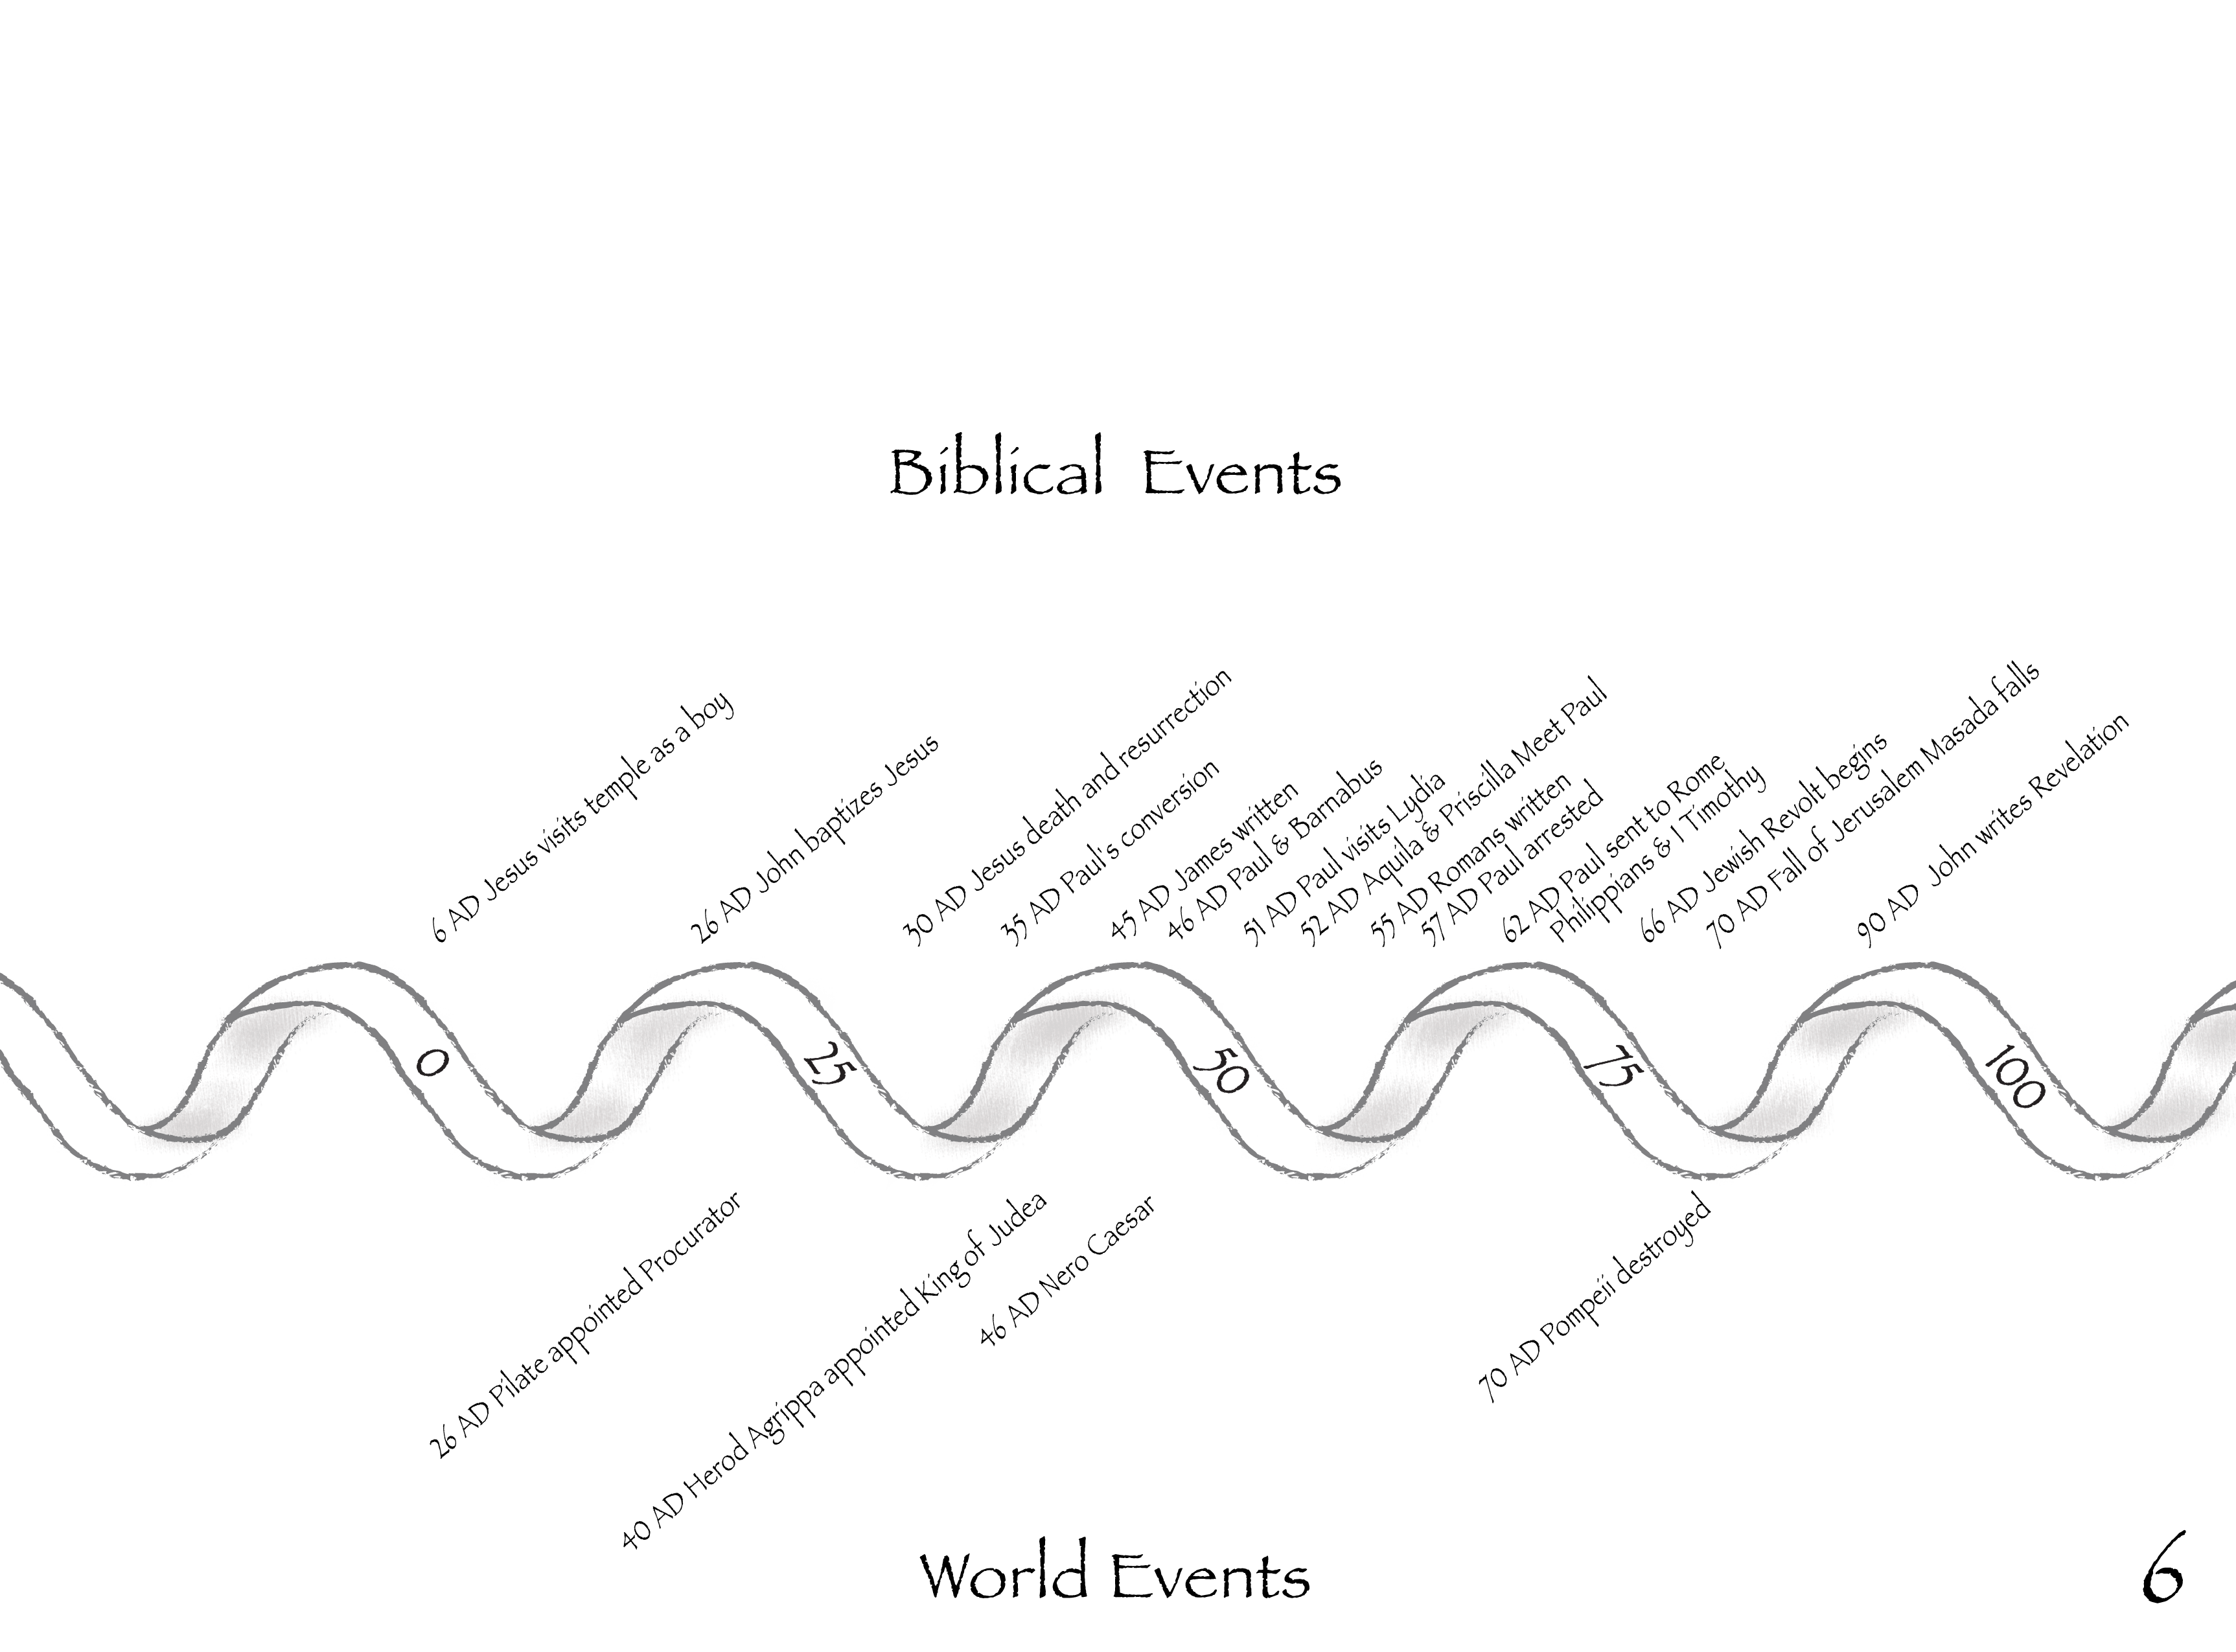 Biblical Events
6 AD Jesus visits temple as a boy
26 AD John baptizes Jesus
30 AD Jesus death and resurrection
35 AD Paul's conversion
45 AD James written
46 AD Paul & Barnabus
51 AD Paul visits Lydia
52 AD Aquila & Priscilla Meet Paul
55 AD Romans written
57 AD Paul arrested
62 AD Paul sent to Rome
Philippians & I Timothy
66 AD Jewish Revolt begins
70 AD Fall of Jerusalem Masada falls
90 AD John writes Revelation
0
25
50
75
100
26 AD Pilate appointed Procurator
40 AD Herod Agrippa appointed King of Judea
46 AD Nero Caesar
70 AD Pompeii destroyed
World Events
6